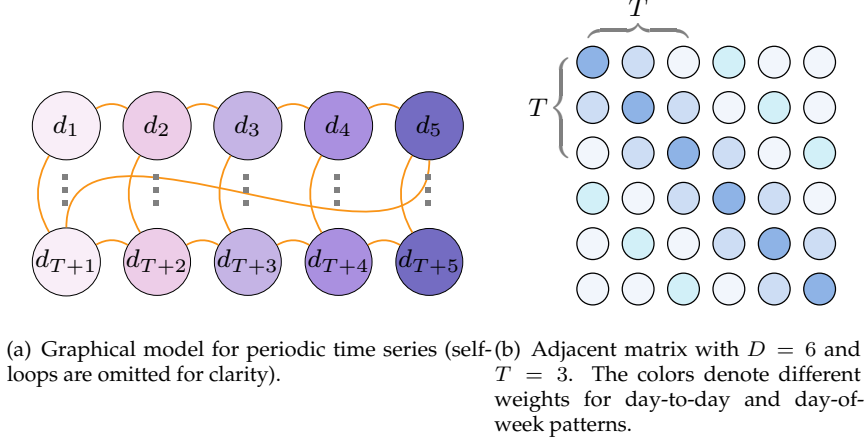 T
T
d1 d2 d3 d4 d5
dT+1 dT+2 dT+3 dT+4 dT+5
(a) Graphical model for periodic time series (self-
loops are omitted for clarity).
(b) Adjacent matrix with D = 6 and
T = 3. The colors denote different
weights for day-to-day and day-of-
week patterns.